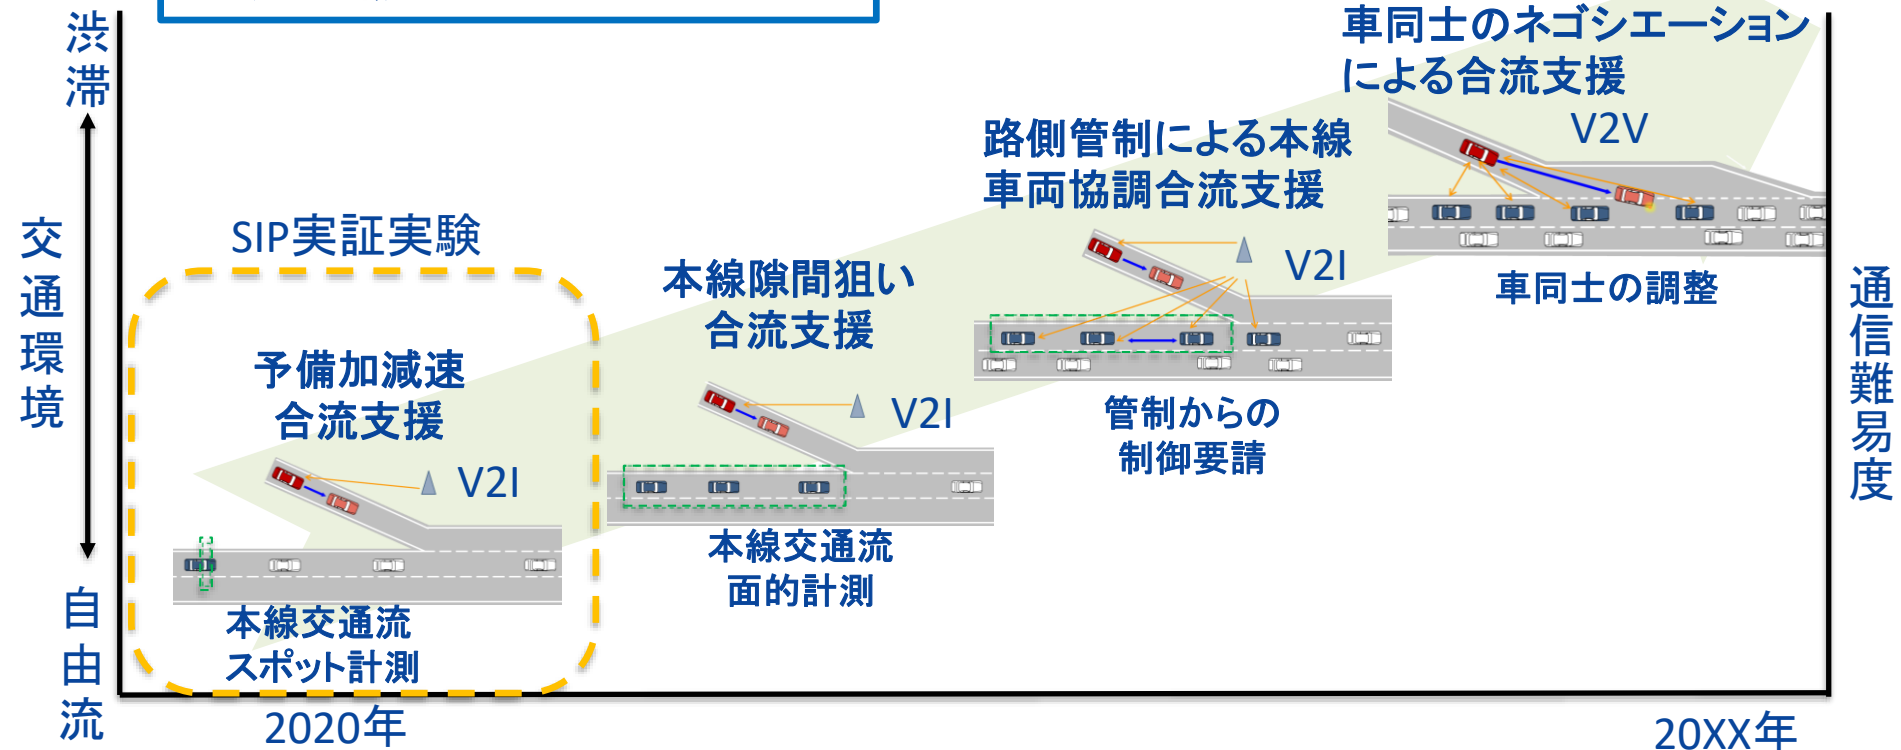 渋滞
交通環境
自由流
SIP実証実験
予備加減速
合流支援
V2I
本線交通流
スポット計測
2020年
本線隙間狙い
合流支援
V2I
本線交通流
面的計測
路側管制による本線
車両協調合流支援
V2I
管制からの
制御要請
車同士のネゴシエーション
による合流支援
V2V
車同士の調整
通信難易度
20XX年